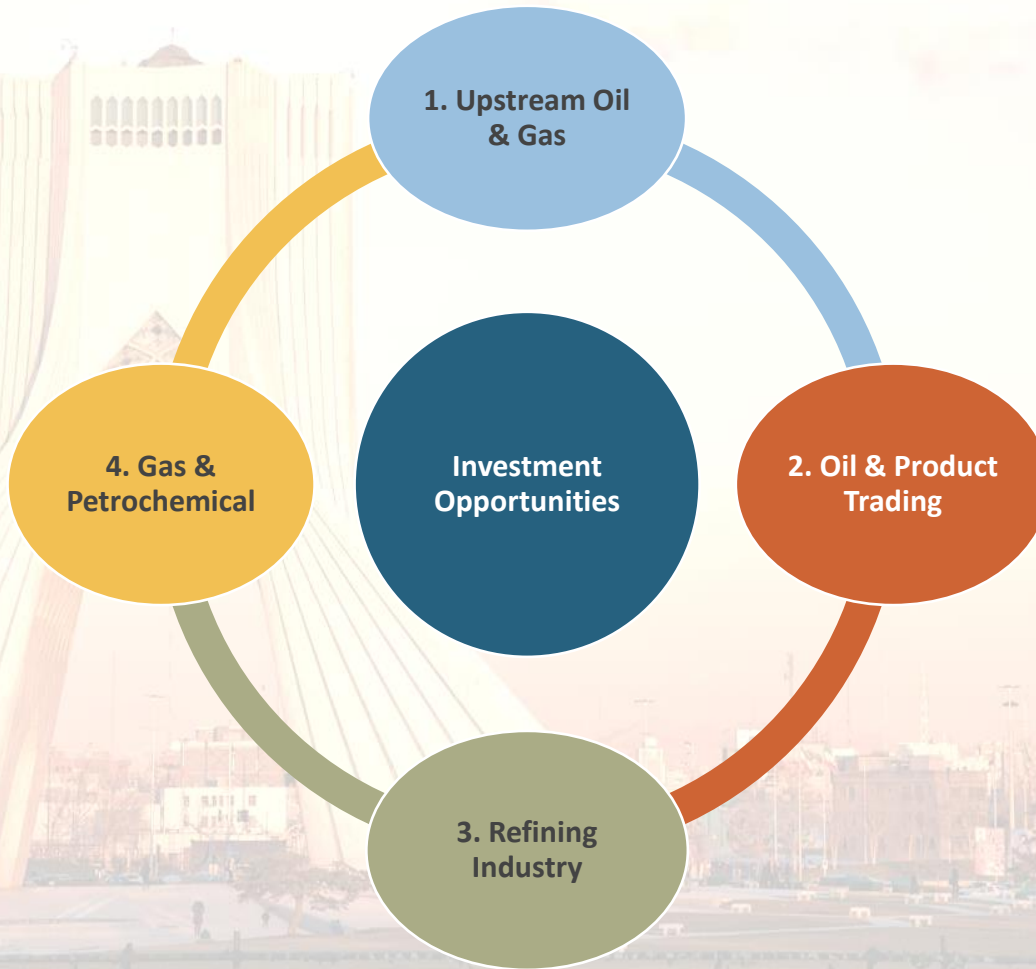 1. Upstream Oil
& Gas
Investment
Opportunities
2. Oil & Product
Trading
3. Refining
Industry
4. Gas &
Petrochemical